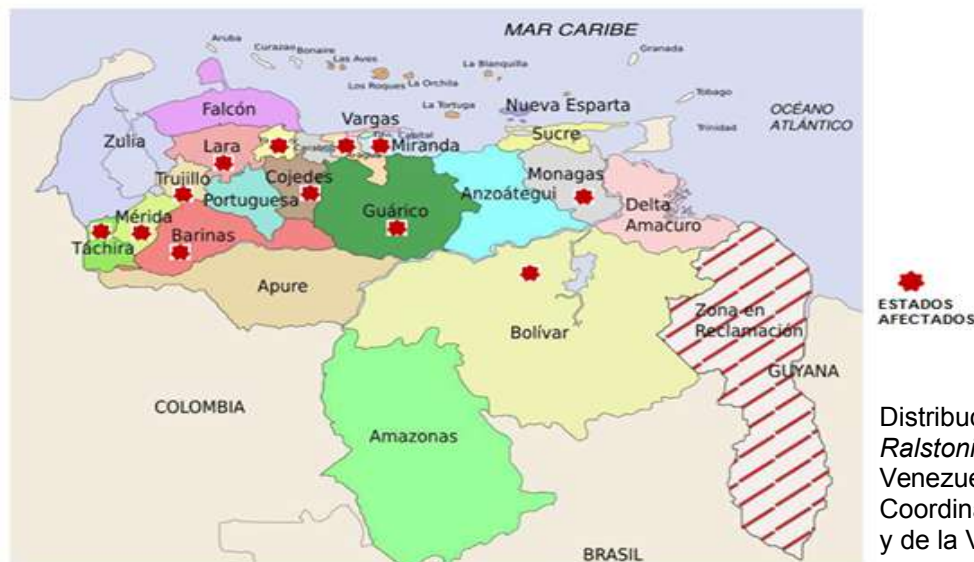 MAR CARIBE
Aruba
Curazao
Bonaire
Las Aves
Los Roques
La Orchila
La Blanquilla
La Tortuga
Granada
Tobago
Trinidad
OCÉANO
ATLÁNTICO
Nueva Esparta
Vargas
Falcón
Zulia
Lara
Miranda
Sucre
Trujillo
Cojedes
Portuguesa
Guárico
Anzoátegui
Monagas
Delta
Amacuro
Mérida
Táchira
Barinas
Apure
Bolívar
Zona en
Reclamación
GUYANA
COLOMBIA
Amazonas
BRASIL
ESTADOS
AFECTADOS
Distribuc
Ralstoni
Venezue
Coordina
y de la V